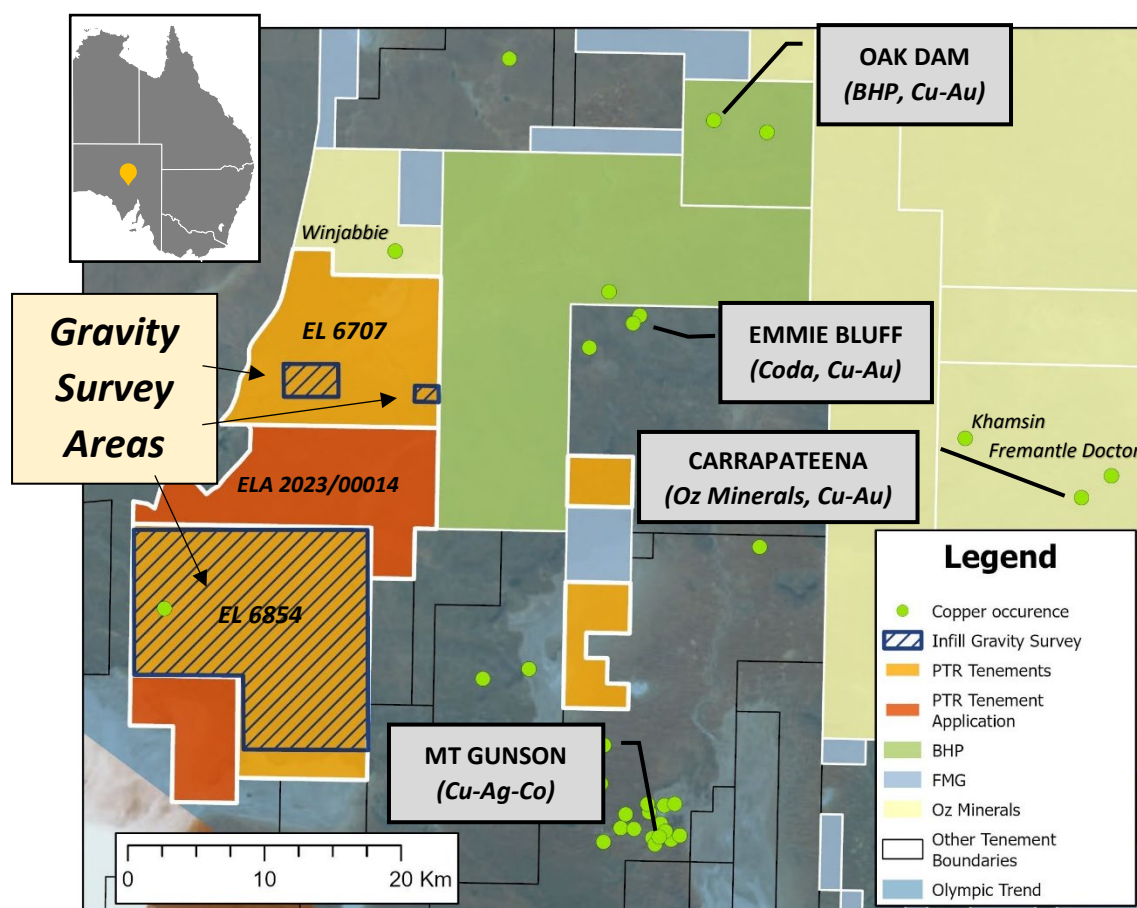 OAK DAM
(BHP, Cu-Au)
Winjabbie
Gravity
Survey
Areas
EL 6707
EMMIE BLUFF
(Coda, Cu-Au)
Khamsin
Fremantle Doctor
CARRAPATEENA
(Oz Minerals, Cu-Au)
ELA 2023/00014
EL 6854
MT GUNSON
(Cu-Ag-Co)
0 10 20 Km
Legend
Copper occurence
Infill Gravity Survey
PTR Tenements
PTR Tenement
Application
BHP
FMG
Oz Minerals
Other Tenement
Boundaries
Olympic Trend